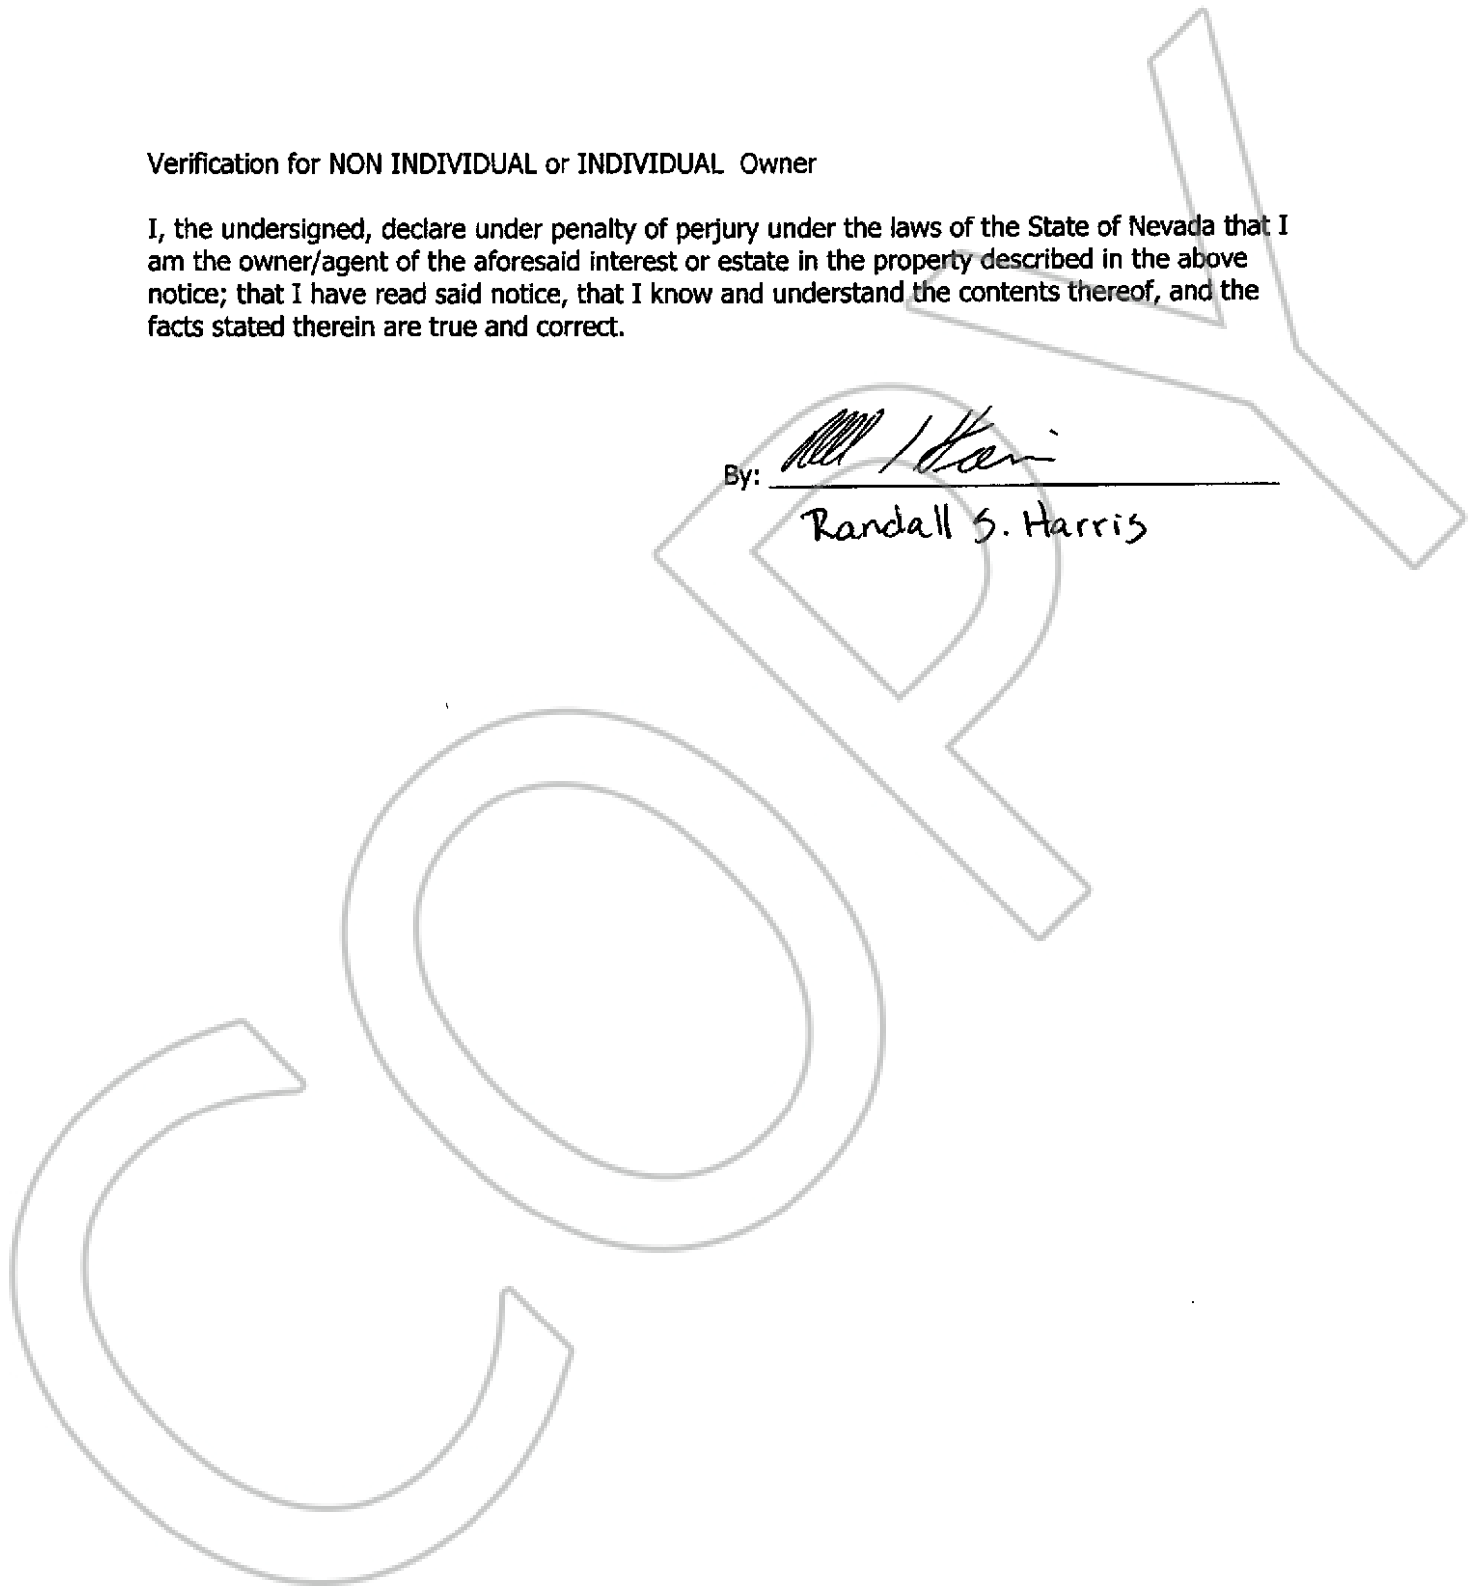 Verification for NON INDIVIDUAL or INDIVIDUAL Owner
I, the undersigned, declare under penalty of perjury under the laws of the State of Nevada that I
am the owner/agent of the aforesaid interest or estate in the property described in the above
notice; that I have read said notice, that I know and understand the contents thereof, and the
facts stated therein are true and correct.
By:
Randall S. Harris
COPY